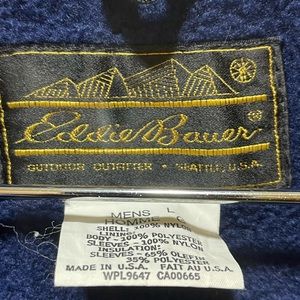 Eddie Bauer
OUTDOOR OUTFITTER • SEATTLE, U.S.A.
MENS L
HOMME G
SHELL: 100% NYLON
LINING:
BODY - 100% POLYESTER
SLEEVES - 100% NYLON
INSULATION:
SLEEVES - 65% OLEFIN
35% POLYESTER
MADE IN U.S.A. FAIT AU U.S.A.
WPL9647 CA00665